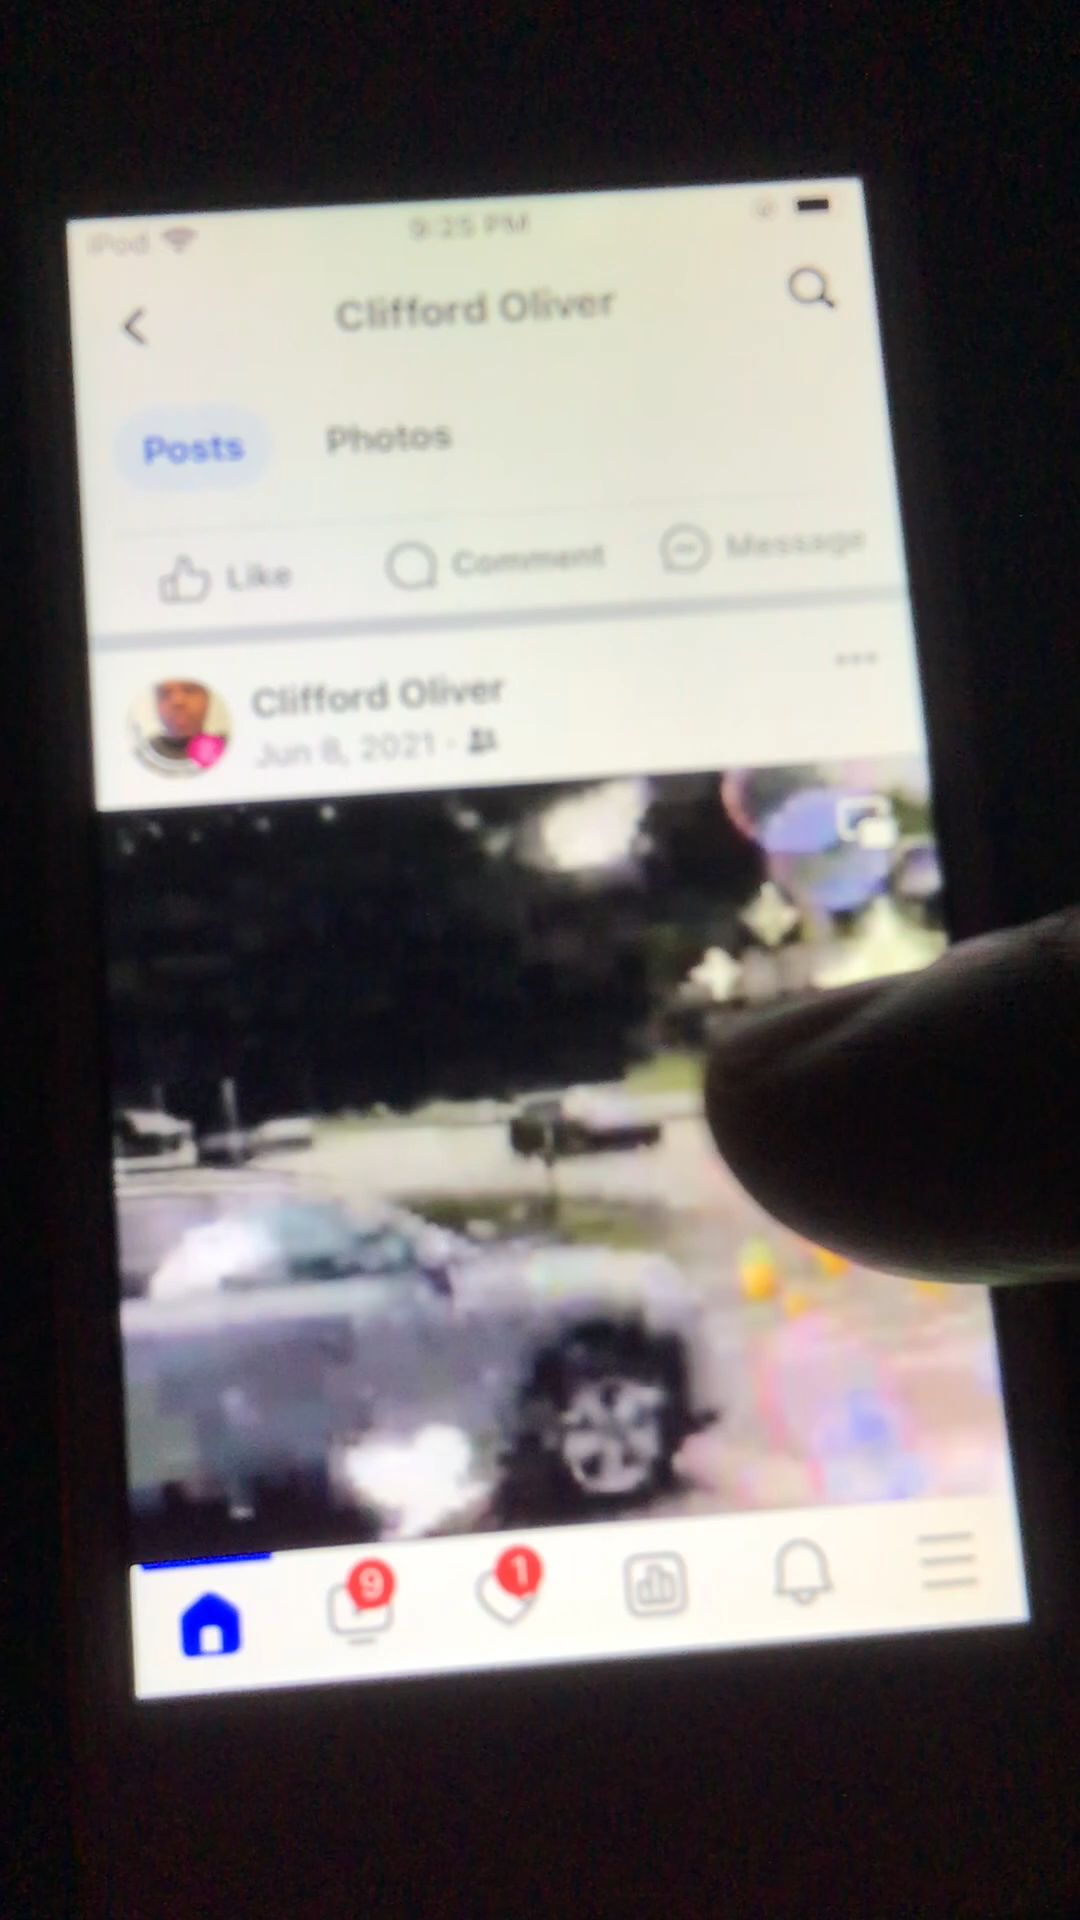 iPod 9:25 PM
Clifford Oliver
Posts Photos
Like Comment Message
Clifford Oliver
Jun 8, 2021 ·
9 1